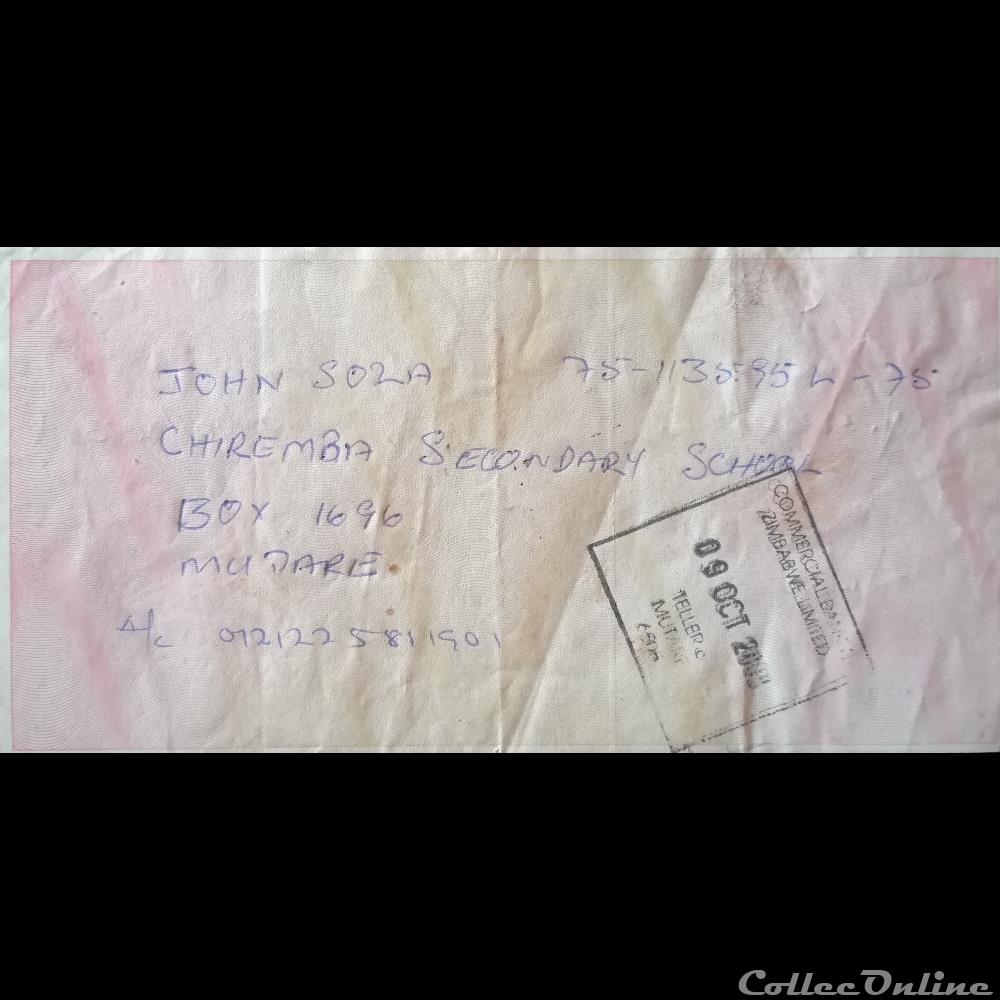 JOHN SOZA 75-113595 L-75
CHIREMBA SECONDARY SCHOOL
BOX 1696
MUTARE
A/c 0121225811901
COMMERCIAL BANK
ZIMBABWE LIMITED
09 OCT
TELLER C
MUTARE
CollecOnline